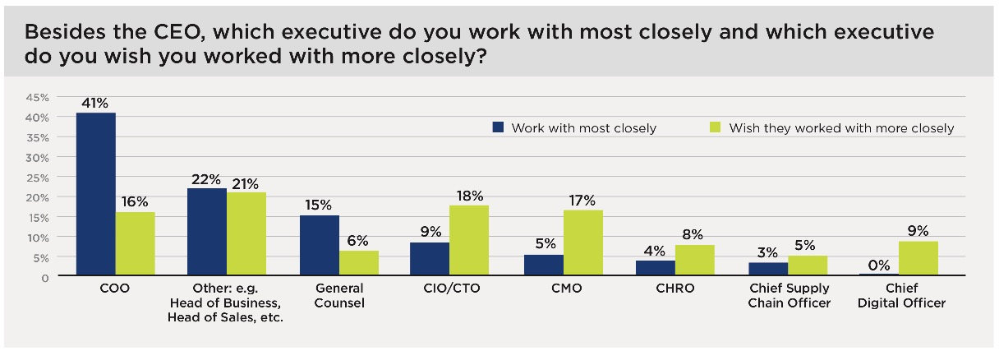 Besides the CEO, which executive do you work with most closely and which executive
do you wish you worked with more closely?
45%
40%
35%
30%
25%
20%
15%
10%
5%
0
Work with most closely
Wish they worked with more closely
41%
16%
22%
21%
15%
6%
9%
18%
5%
17%
4%
8%
3%
5%
0%
9%
COO
Other: e.g.
Head of Business,
Head of Sales, etc.
General
Counsel
CIO/CTO
CMO
CHRO
Chief Supply
Chain Officer
Chief
Digital Officer